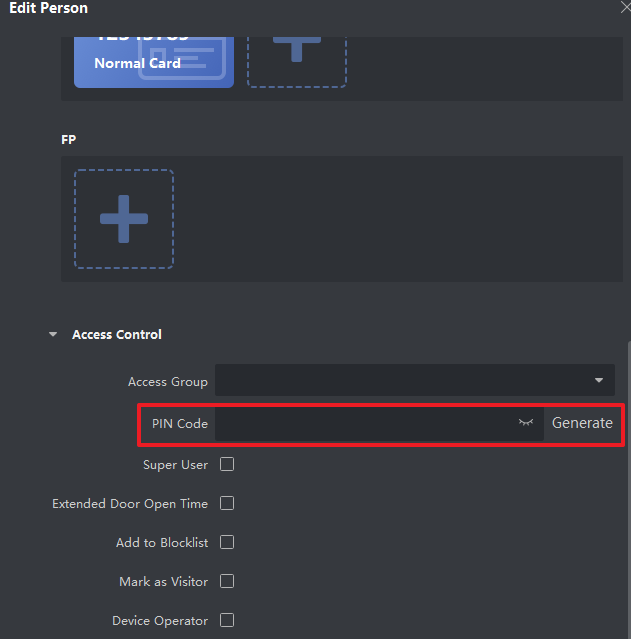 Edit Person
Normal Card
FP
Access Control
Access Group
PIN Code
Generate
Super User
Extended Door Open Time
Add to Blocklist
Mark as Visitor
Device Operator